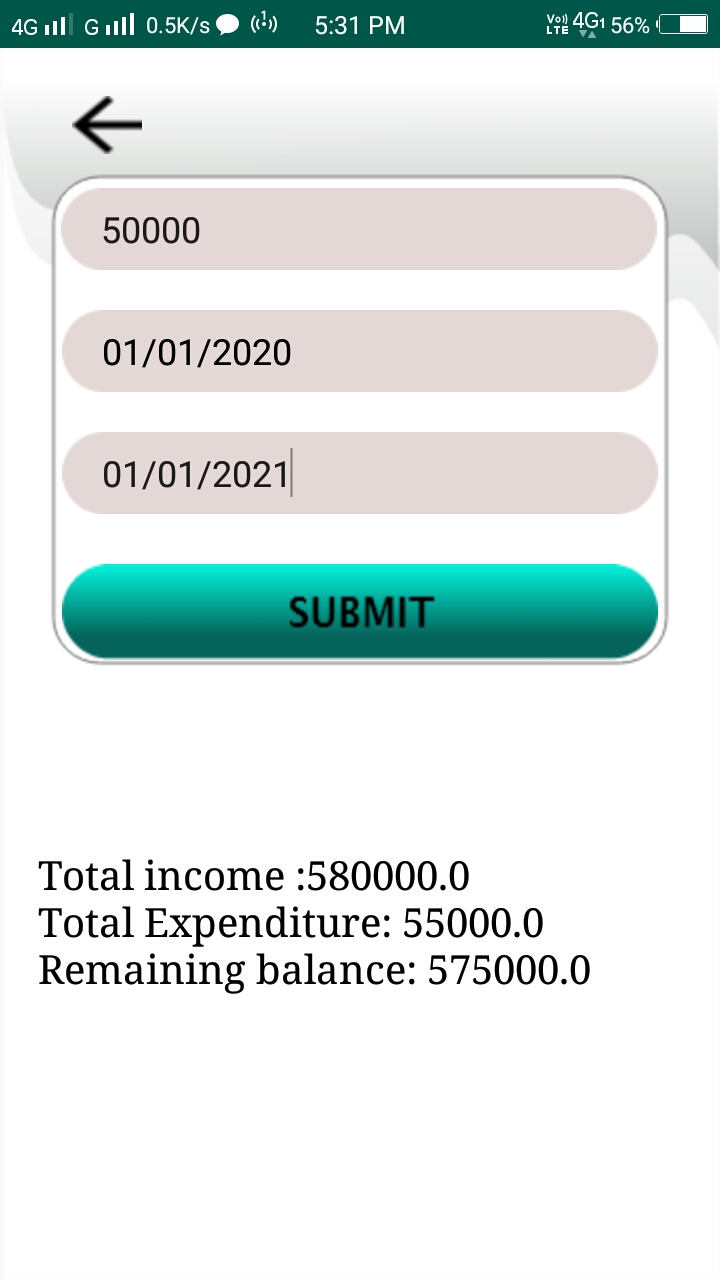 4G G 0.5K/s 5:31 PM Vo)) LTE 4G1 56%
50000
01/01/2020
01/01/2021
SUBMIT
Total income :580000.0
Total Expenditure: 55000.0
Remaining balance: 575000.0